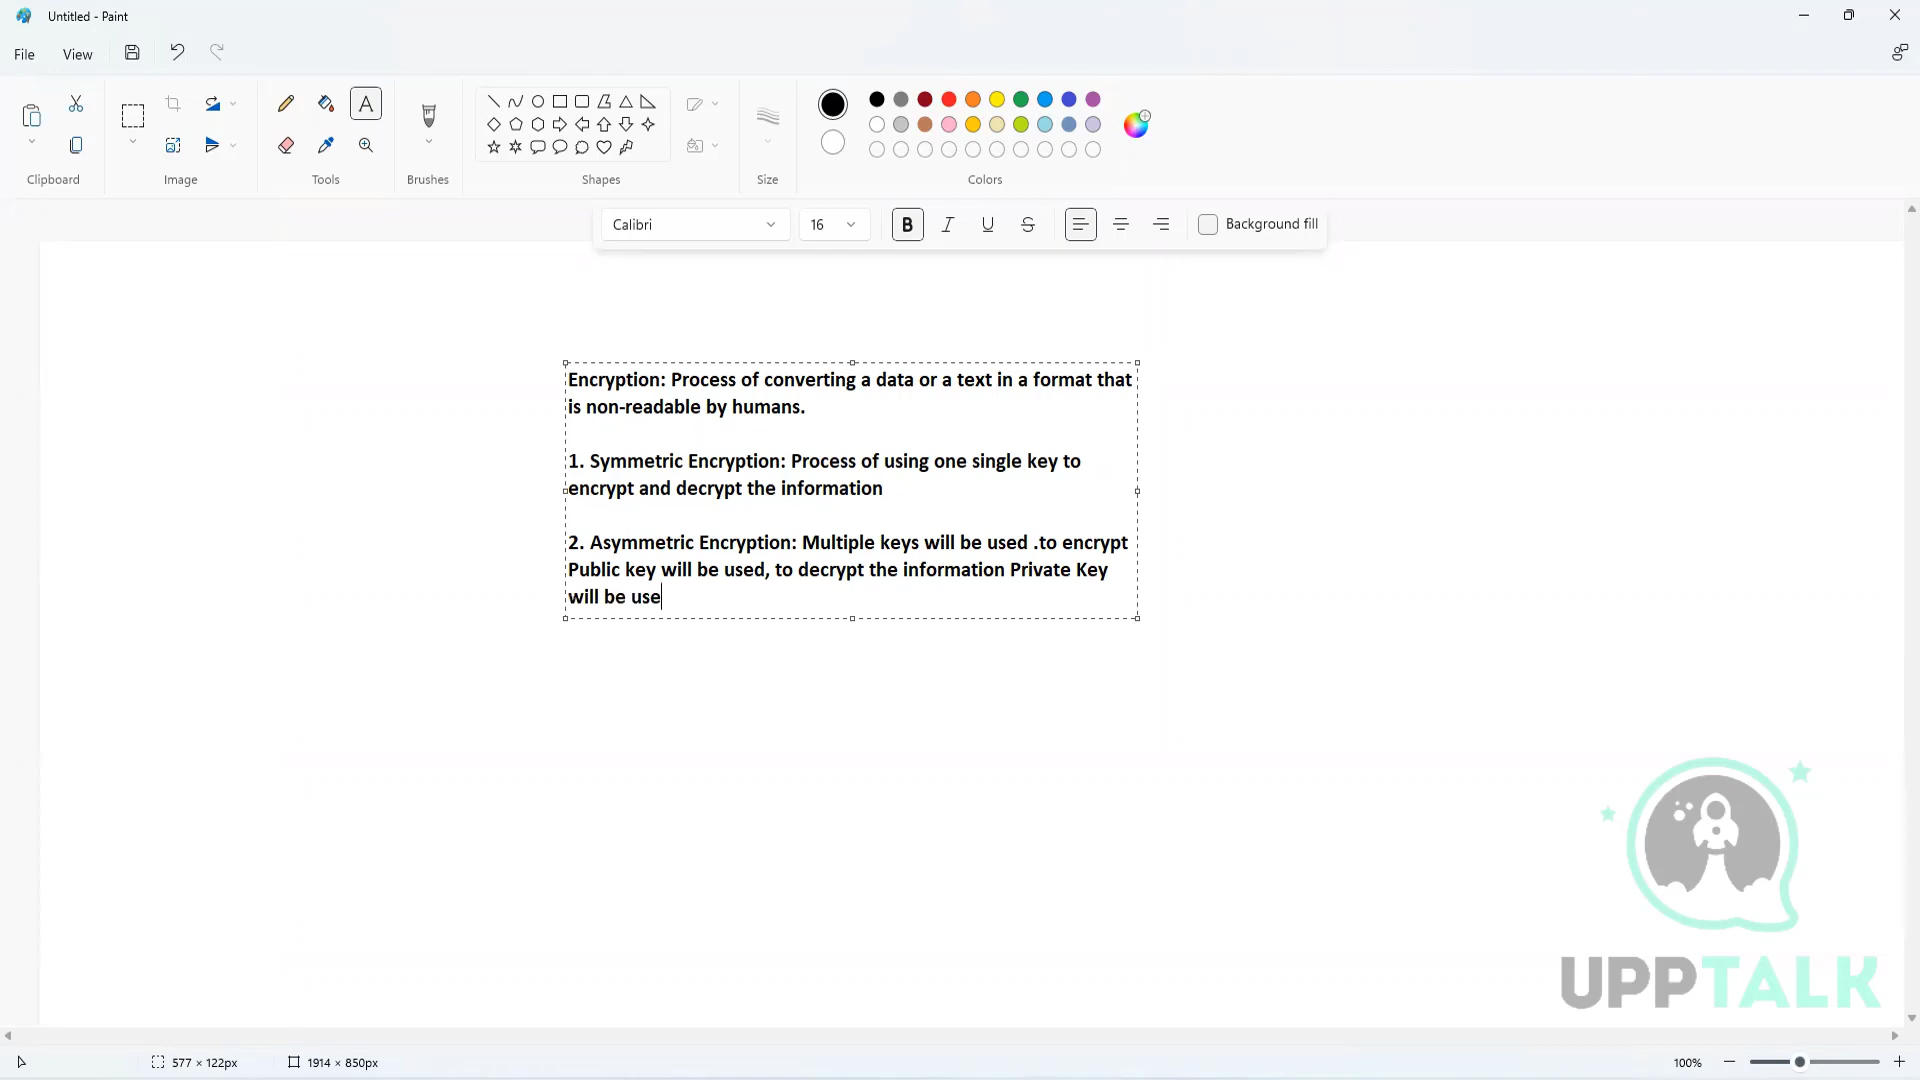 Untitled - Paint
File
View
Clipboard
Image
Tools
Brushes
Shapes
Size
Colors
Calibri
16
B
I
U
S
Background fill
Encryption: Process of converting a data or a text in a format that
is non-readable by humans.
1. Symmetric Encryption: Process of using one single key to
encrypt and decrypt the information
2. Asymmetric Encryption: Multiple keys will be used .to encrypt
Public key will be used, to decrypt the information Private Key
will be use
UPPTALK
577 × 122px
1914 × 850px
100%